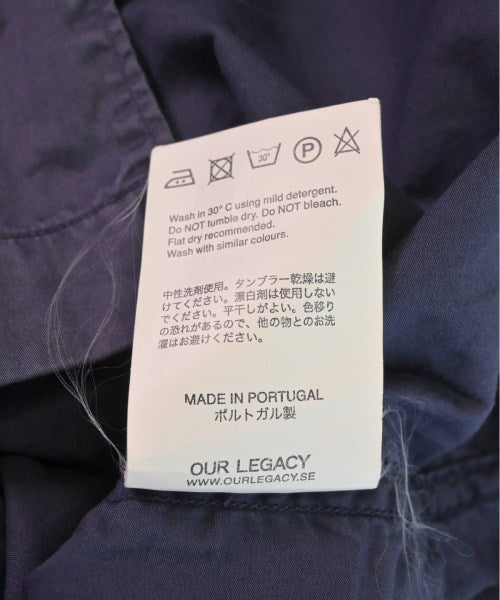 30°
P
Wash in 30° C using mild detergent.
Do NOT tumble dry. Do NOT bleach.
Flat dry recommended.
Wash with similar colours.
中性洗剤使用。タンブラー乾燥は避
けてください。漂白剤は使用しない
でください。平干しがよい。色移り
の恐れがあるので、他の物とのお洗
濯はお避けください。
MADE IN PORTUGAL
ポルトガル製
OUR LEGACY
WWW.OURLEGACY.SE